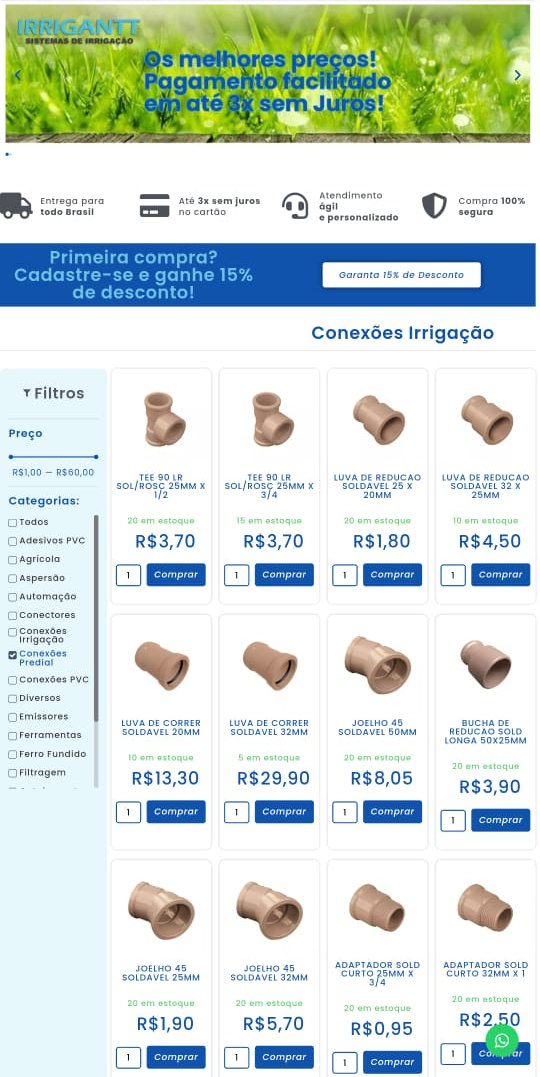 IRRIGANTT
SISTEMAS DE IRRIGAÇÃO
Os melhores preços!
Pagamento facilitado
em até 3x sem Juros!
Entrega para
todo Brasil
Até 3x sem juros
no cartão
Atendimento
ágil
e personalizado
Compra 100%
segura
Primeira compra?
Cadastre-se e ganhe 15%
de desconto!
Garanta 15% de Desconto
Conexões Irrigação
Filtros
Preço
R$1,00 — R$60,00
Categorias:
Todos
Adesivos PVC
Agrícola
Aspersão
Automação
Conectores
Conexões
Irrigação
Conexões
Predial
Conexões PVC
Diversos
Emissores
Ferramentas
Ferro Fundido
Filtragem
TEE 90 LR
SOL/ROSC 25MM X
1/2
20 em estoque
R$3,70
1 Comprar
TEE 90 LR
SOL/ROSC 25MM X
3/4
15 em estoque
R$3,70
1 Comprar
LUVA DE REDUCAO
SOLDAVEL 25 X
20MM
20 em estoque
R$1,80
1 Comprar
LUVA DE REDUCAO
SOLDAVEL 32 X
25MM
10 em estoque
R$4,50
1 Comprar
LUVA DE CORRER
SOLDAVEL 20MM
10 em estoque
R$13,30
1 Comprar
LUVA DE CORRER
SOLDAVEL 32MM
5 em estoque
R$29,90
1 Comprar
JOELHO 45
SOLDAVEL 50MM
20 em estoque
R$8,05
1 Comprar
BUCHA DE
REDUCAO SOLD
LONGA 50X25MM
20 em estoque
R$3,90
1 Comprar
JOELHO 45
SOLDAVEL 25MM
20 em estoque
R$1,90
1 Comprar
JOELHO 45
SOLDAVEL 32MM
20 em estoque
R$5,70
1 Comprar
ADAPTADOR SOLD
CURTO 25MM X
3/4
20 em estoque
R$0,95
1 Comprar
ADAPTADOR SOLD
CURTO 32MM X 1
20 em estoque
R$2,50
1 Comprar